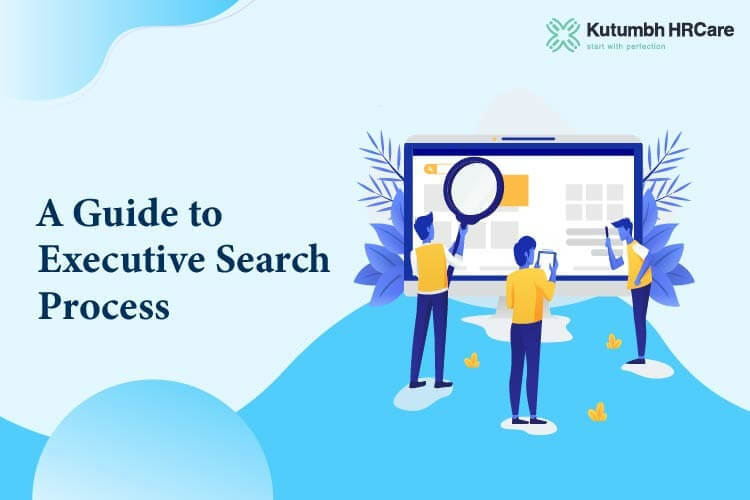 Kutumbh HRCare
start with perfection
A Guide to
Executive Search
Process